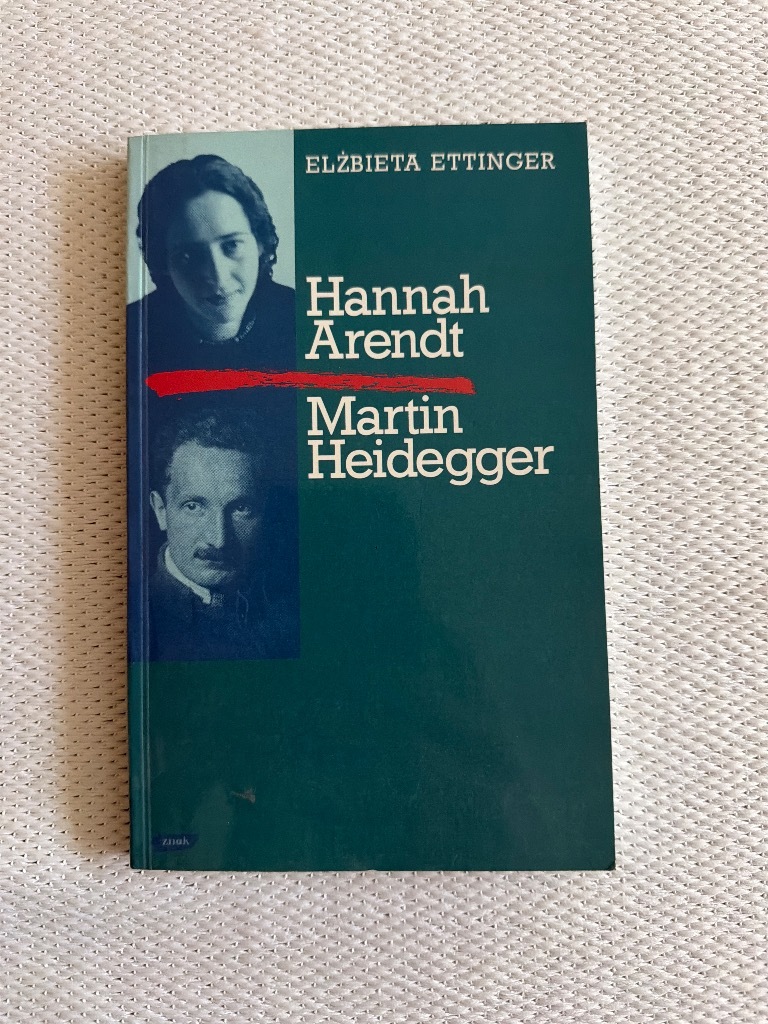 ELŻBIETA ETTINGER
Hannah
Arendt
Martin
Heidegger
znak